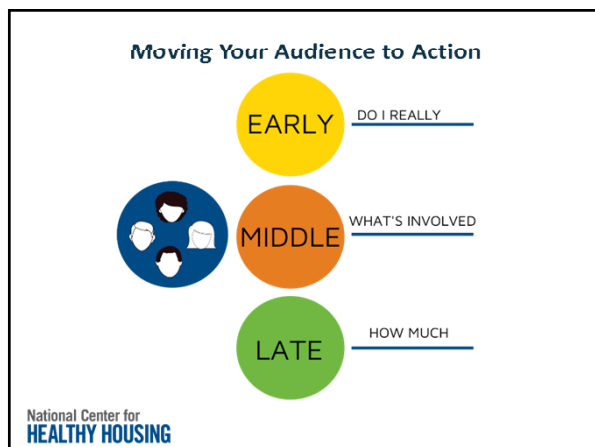 Moving Your Audience to Action
EARLY
DO I REALLY
MIDDLE
WHAT'S INVOLVED
LATE
HOW MUCH
National Center for
HEALTHY HOUSING